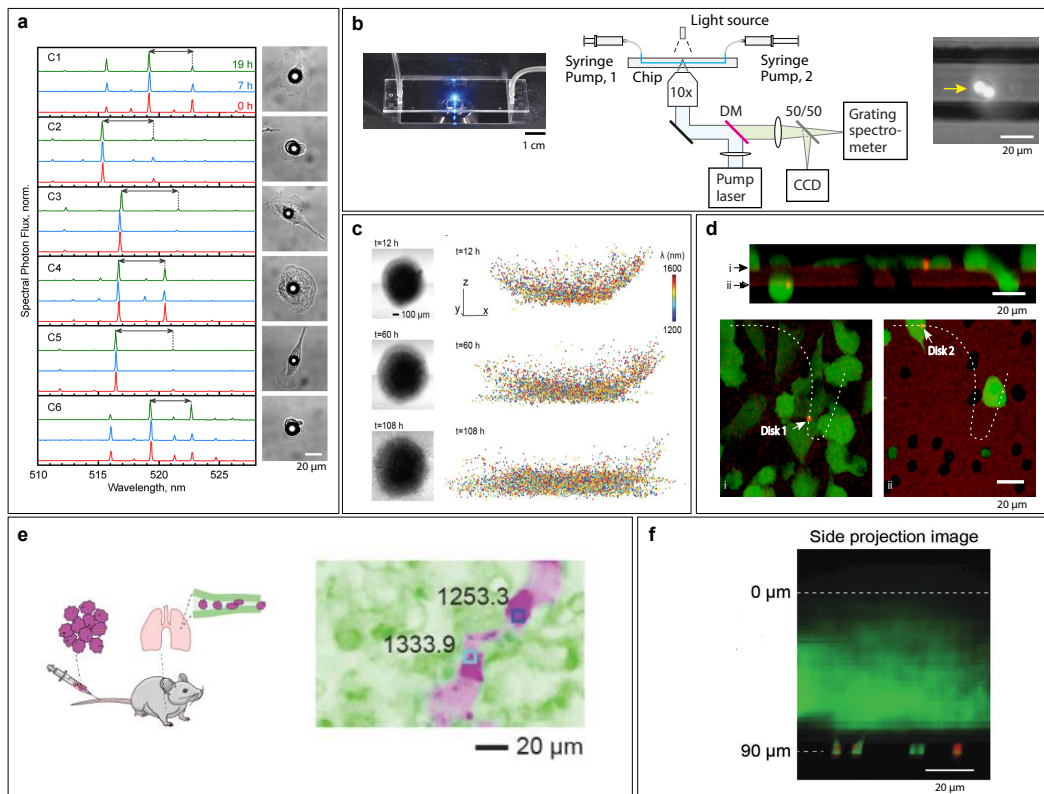 a
C1
19 h
7 h
0 h
C2
C3
C4
C5
C6
Spectral Photon Flux, norm.
510
515
520
525
Wavelength, nm
20 µm
b
1 cm
Light source
Syringe
Pump, 1
Chip
Syringe
Pump, 2
10x
DM
50/50
Grating
spectro-
meter
Pump
laser
CCD
20 µm
c
t=12 h
100 µm
t=60 h
t=108 h
t=12 h
z
y
x
λ (nm)
1600
1200
t=60 h
t=108 h
d
i
ii
20 µm
Disk 1
i
Disk 2
ii
20 µm
e
1253.3
1333.9
20 µm
f
Side projection image
0 µm
90 µm
20 µm